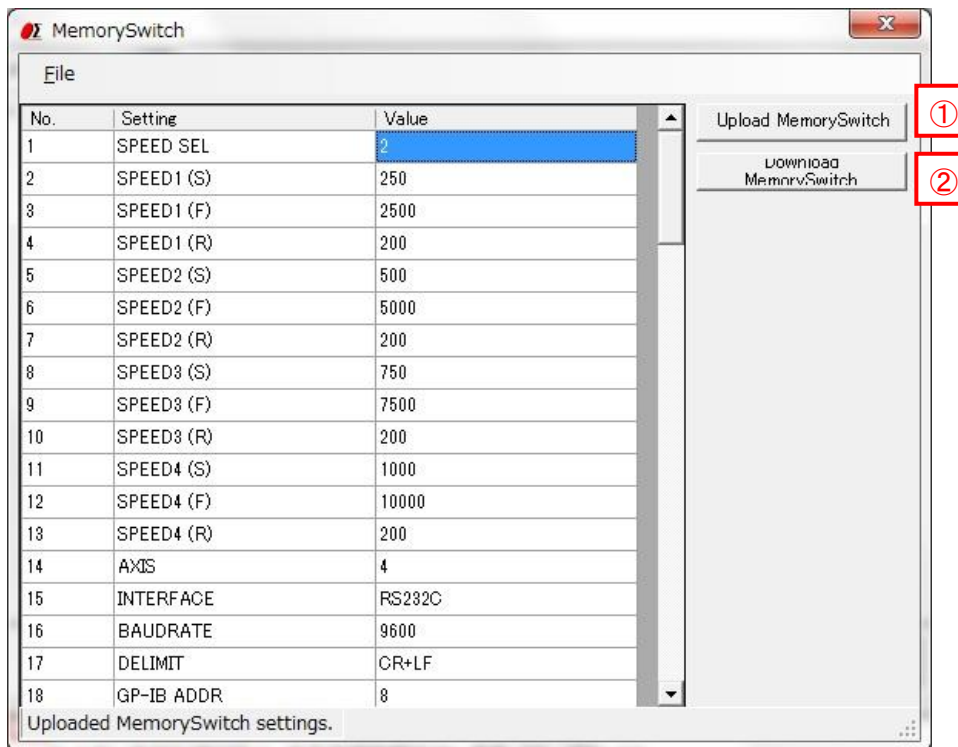 MemorySwitch
File
No. Setting Value
1 SPEED SEL 2
2 SPEED1 (S) 250
3 SPEED1 (F) 2500
4 SPEED1 (R) 200
5 SPEED2 (S) 500
6 SPEED2 (F) 5000
7 SPEED2 (R) 200
8 SPEED3 (S) 750
9 SPEED3 (F) 7500
10 SPEED3 (R) 200
11 SPEED4 (S) 1000
12 SPEED4 (F) 10000
13 SPEED4 (R) 200
14 AXIS 4
15 INTERFACE RS232C
16 BAUDRATE 9600
17 DELIMIT CR+LF
18 GP-IB ADDR 8
Upload MemorySwitch ①
Download
MemorySwitch ②
Uploaded MemorySwitch settings.